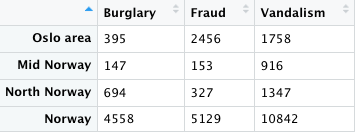 Burglary Fraud Vandalism
Oslo area 395 2456 1758
Mid Norway 147 153 916
North Norway 694 327 1347
Norway 4558 5129 10842